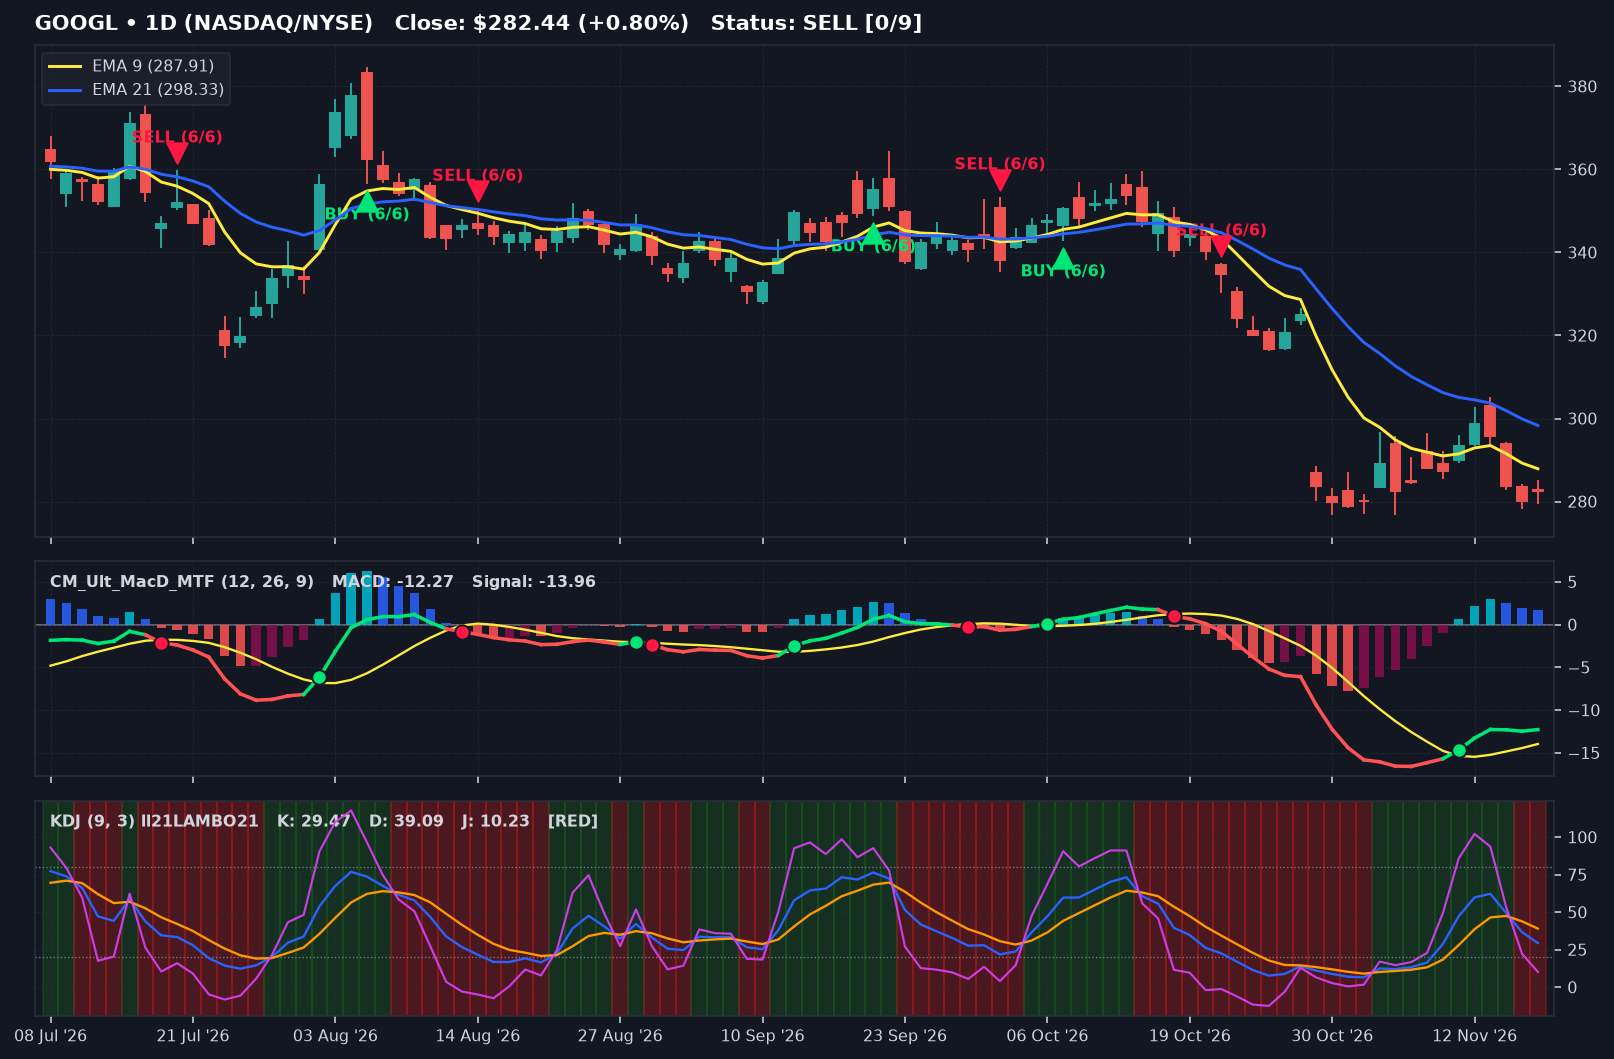 GOOGL • 1D (NASDAQ/NYSE)   Close: $282.44 (+0.80%)   Status: SELL [0/9]
EMA 9 (287.91)
EMA 21 (298.33)
SELL (6/6)
BUY (6/6)
SELL (6/6)
BUY (6/6)
SELL (6/6)
BUY (6/6)
SELL (6/6)
380
360
340
320
300
280
CM_Ult_MacD_MTF (12, 26, 9)   MACD: -12.27   Signal: -13.96
5
0
−5
−10
−15
KDJ (9, 3) II21LAMBO21   K: 29.47   D: 39.09   J: 10.23   [RED]
100
75
50
25
0
08 Jul '26
21 Jul '26
03 Aug '26
14 Aug '26
27 Aug '26
10 Sep '26
23 Sep '26
06 Oct '26
19 Oct '26
30 Oct '26
12 Nov '26